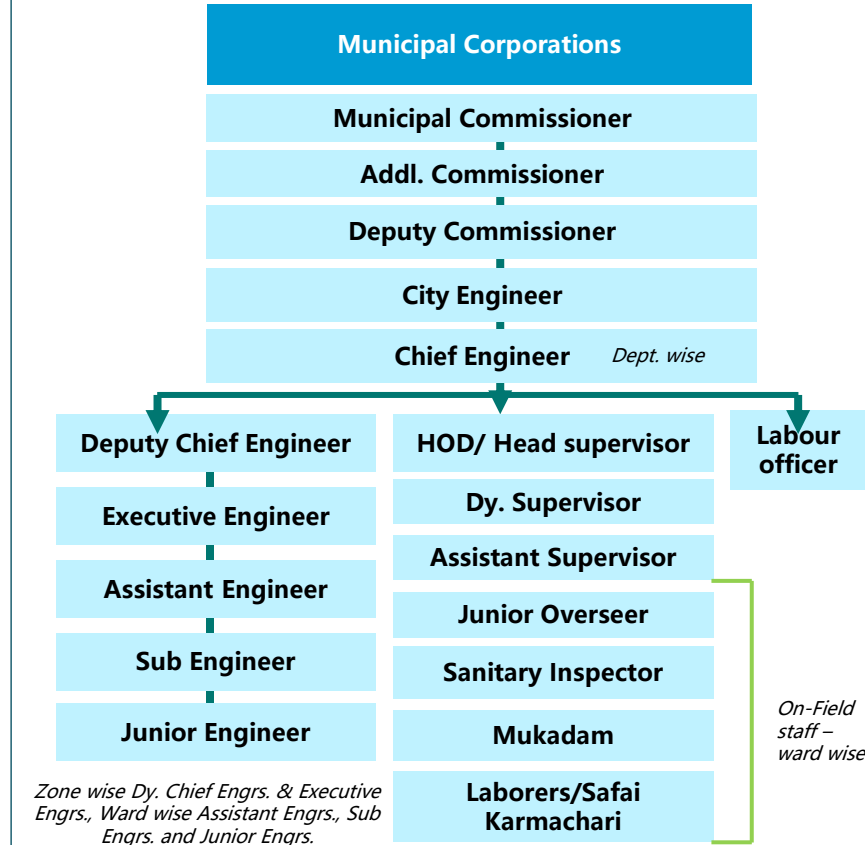 Municipal Corporations
Municipal Commissioner
Addl. Commissioner
Deputy Commissioner
City Engineer
Chief Engineer Dept. wise
Deputy Chief Engineer
Executive Engineer
Assistant Engineer
Sub Engineer
Junior Engineer
Zone wise Dy. Chief Engrs. & Executive
Engrs., Ward wise Assistant Engrs., Sub
Engrs. and Junior Engrs.
HOD/ Head supervisor
Dy. Supervisor
Assistant Supervisor
Junior Overseer
Sanitary Inspector
Mukadam
Laborers/Safai
Karmachari
Labour
officer
On-Field
staff –
ward wise